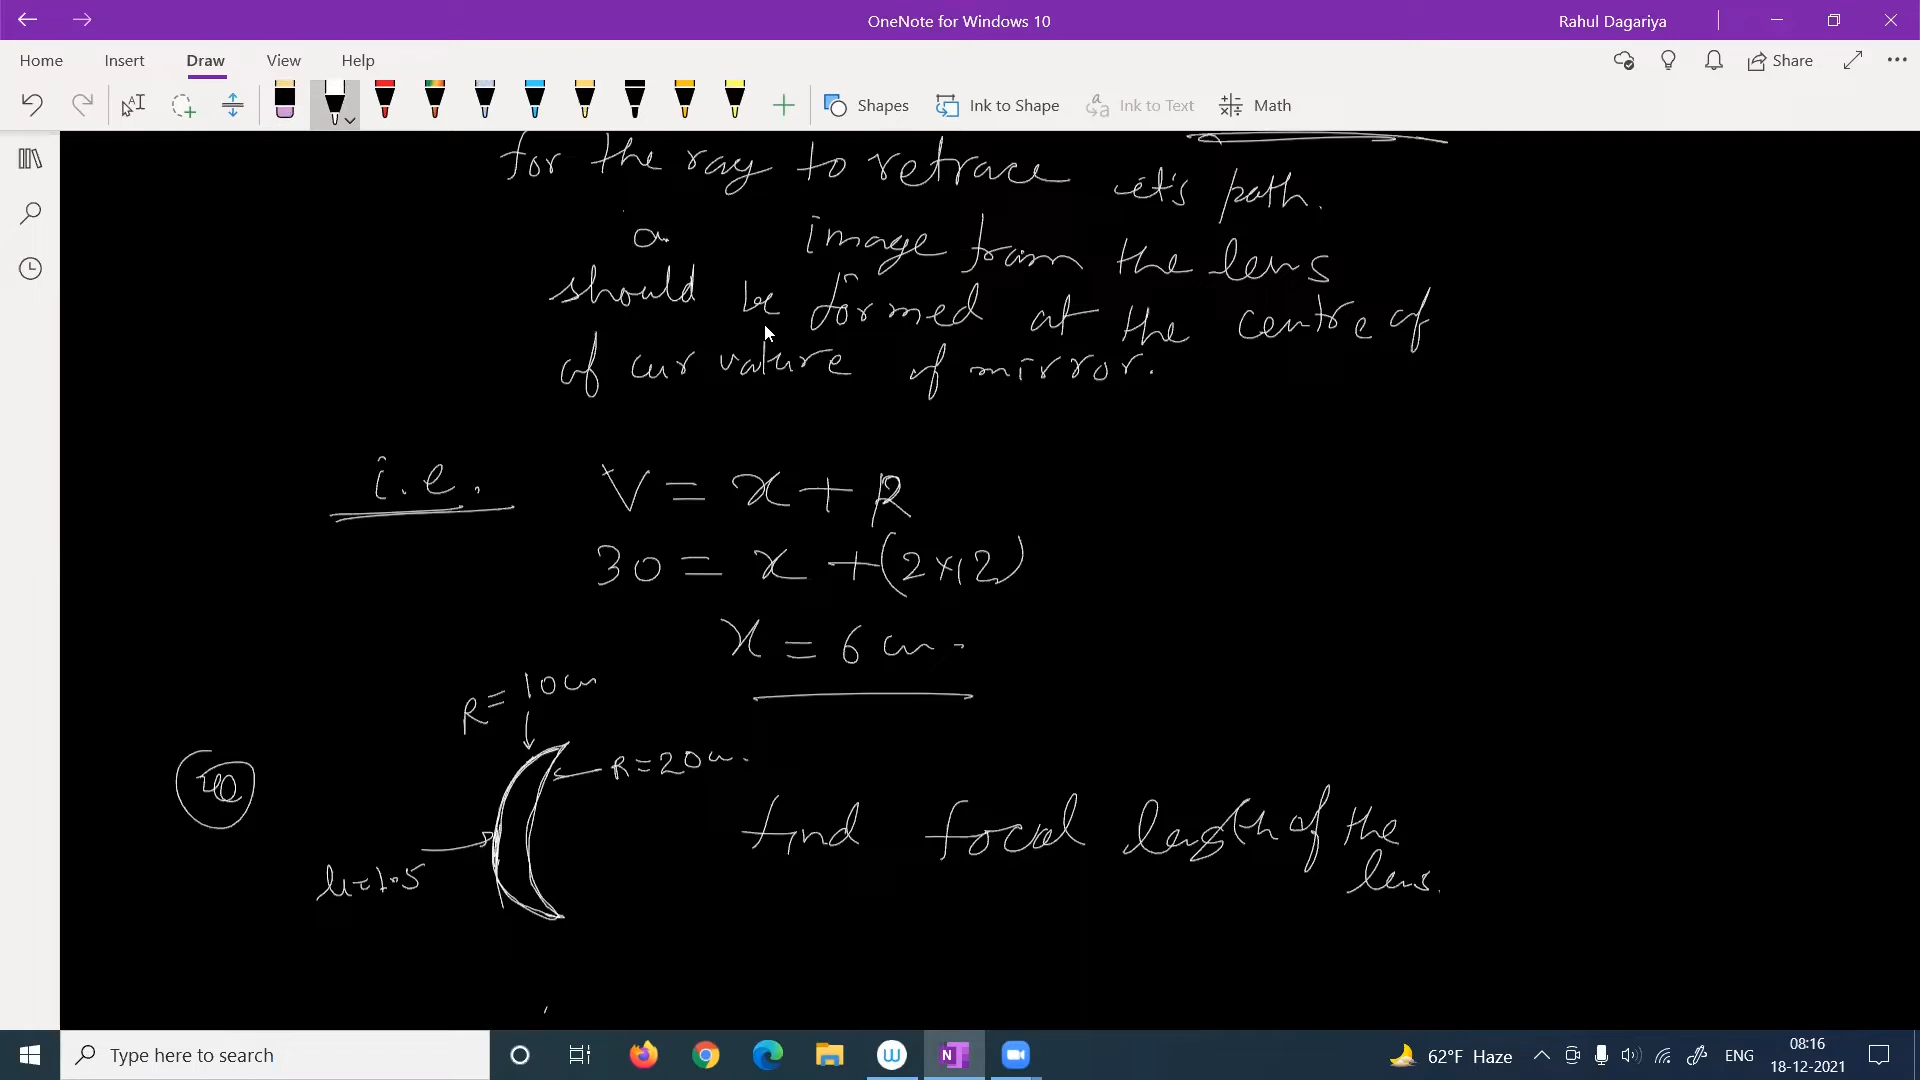 OneNote for Windows 10
Rahul Dagariya
Home Insert Draw View Help
Share
Shapes Ink to Shape Ink to Text Math
for the ray to retrace it's path.
a image from the lens
should be formed at the centre of
of curvature of mirror.
i.e. V = x + R
30 = x + (2×12)
x = 6 cm.
R = 10 cm
R = 20 cm.
find focal length of the
lens.
μ = 1.5
Type here to search
62°F Haze
ENG
08:16
18-12-2021